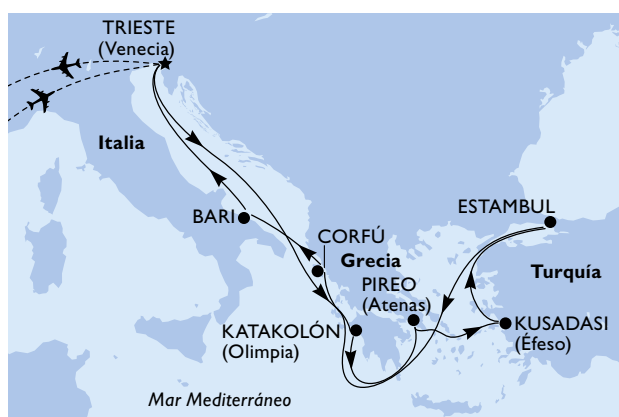 TRIESTE
(Venecia)
Italia
BARI
CORFÚ
Grecia
PIREO
(Atenas)
ESTAMBUL
Turquía
KUSADASI
(Éfeso)
KATAKOLÓN
(Olimpia)
Mar Mediterráneo